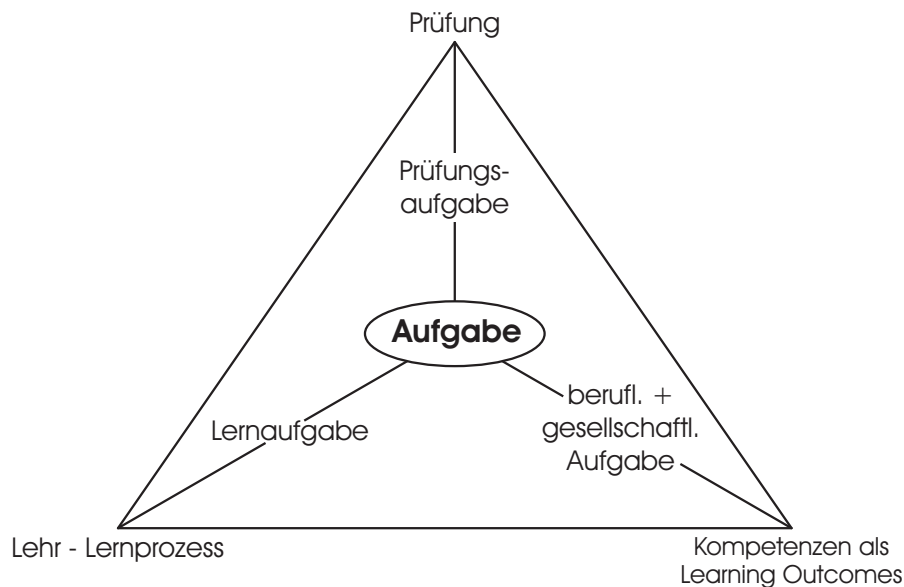 Prüfung
Prüfungs-
aufgabe
Aufgabe
berufl. +
gesellschaftl.
Aufgabe
Lernaufgabe
Lehr - Lernprozess
Kompetenzen als
Learning Outcomes